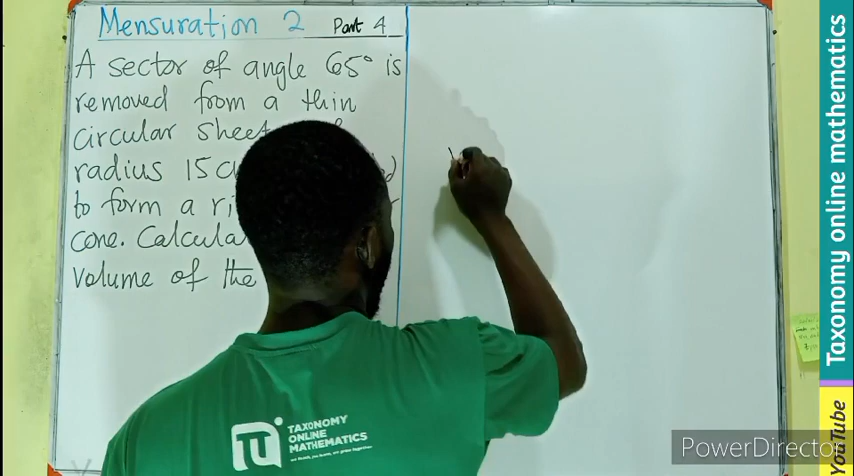 Mensuration 2 Part 4
A sector of angle 65° is
removed from a thin
circular sheet
radius 15c
to form a ri
cone. Calcula
volume of the
TAXONOMY
ONLINE
MATHEMATICS
PowerDirector
Taxonomy online mathematics
YouTube